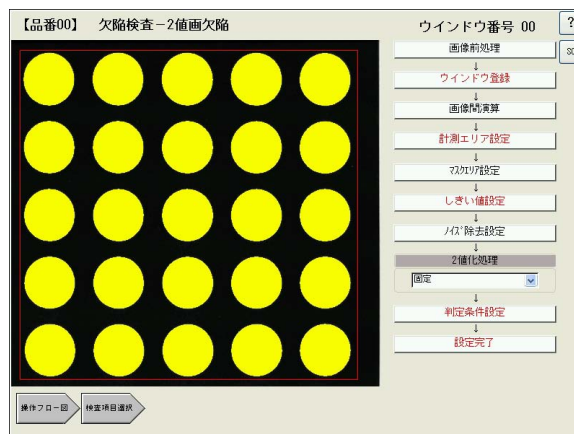 【品番00】 欠陥検査－2値画欠陥
ウインドウ番号 00
?
画像前処理
↓
ウインドウ登録
↓
画像間演算
↓
計測エリア設定
↓
ﾏｽｸｴﾘｱ設定
↓
しきい値設定
↓
ﾉｲｽﾞ除去設定
↓
2値化処理
固定
↓
判定条件設定
↓
設定完了
操作フロー図
検査項目選択